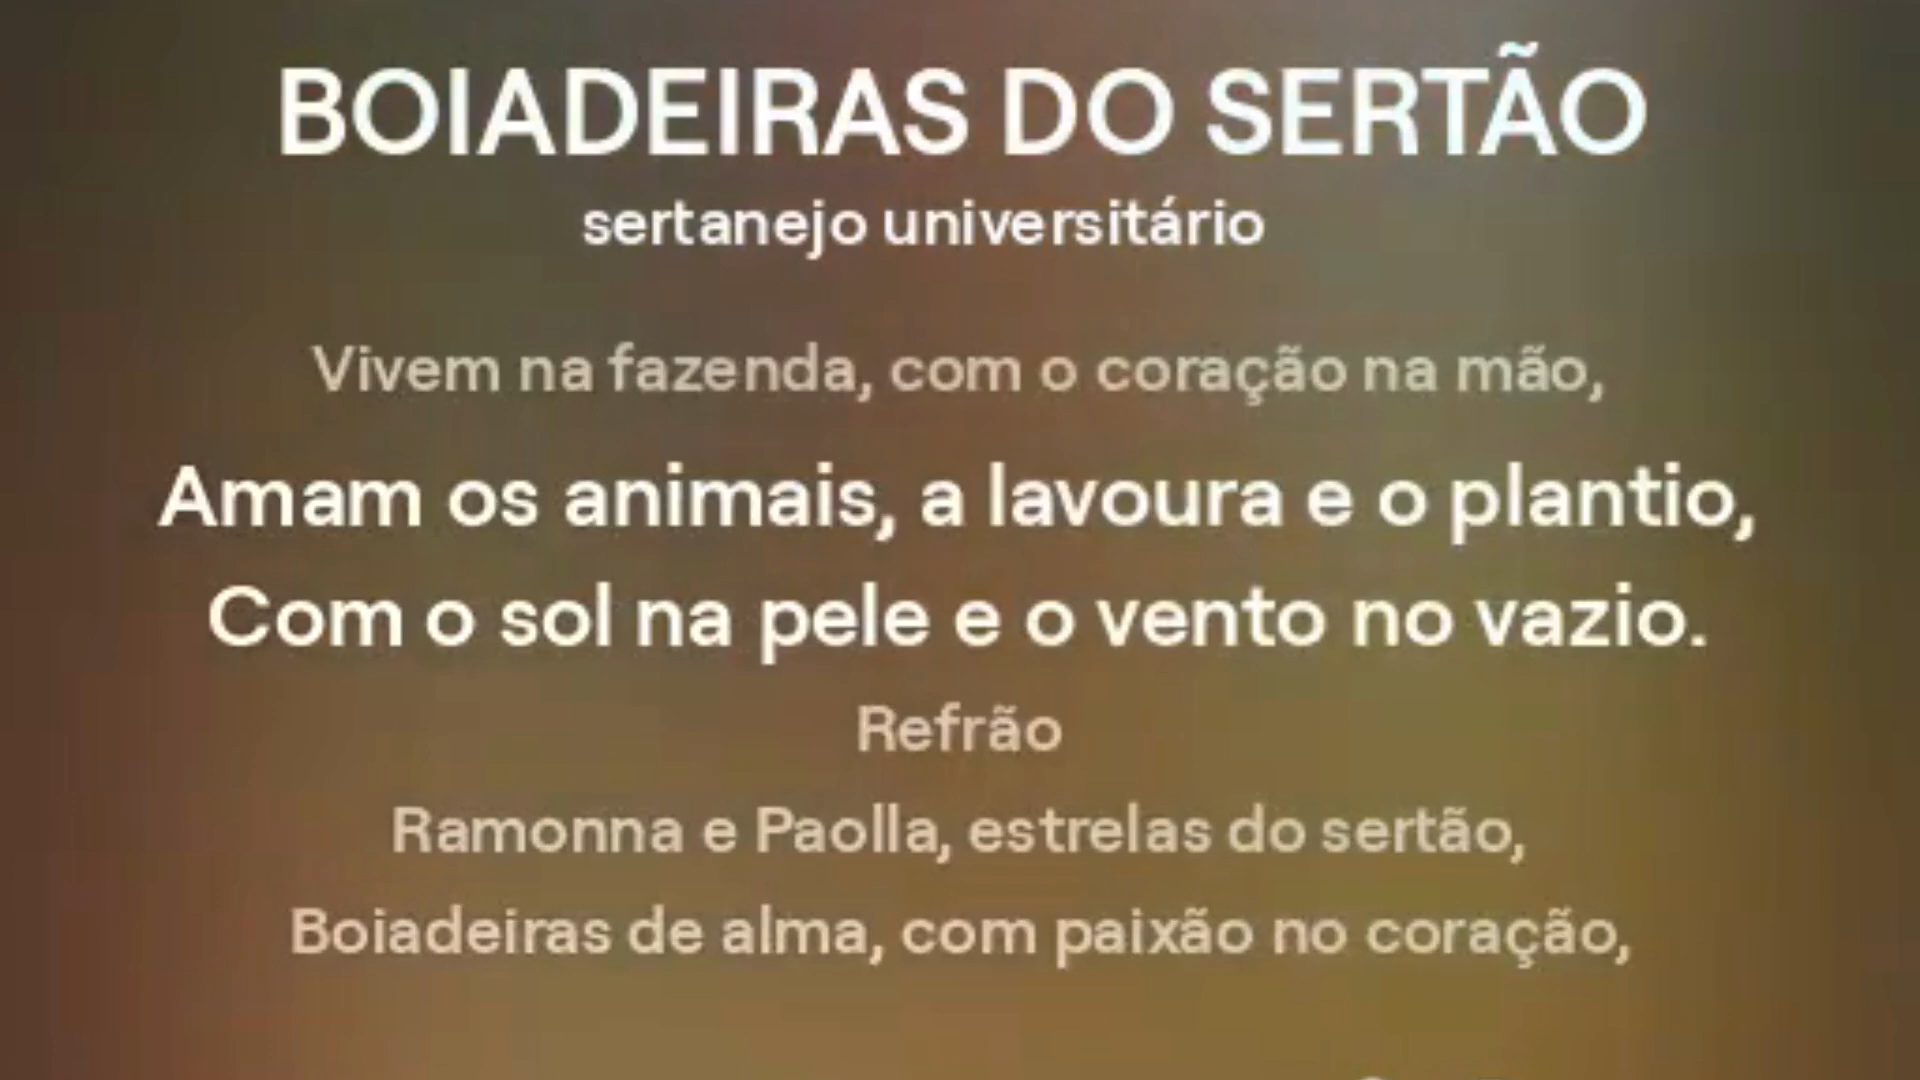 BOIADEIRAS DO SERTÃO
sertanejo universitário
Vivem na fazenda, com o coração na mão,
Amam os animais, a lavoura e o plantio,
Com o sol na pele e o vento no vazio.
Refrão
Ramonna e Paolla, estrelas do sertão,
Boiadeiras de alma, com paixão no coração,